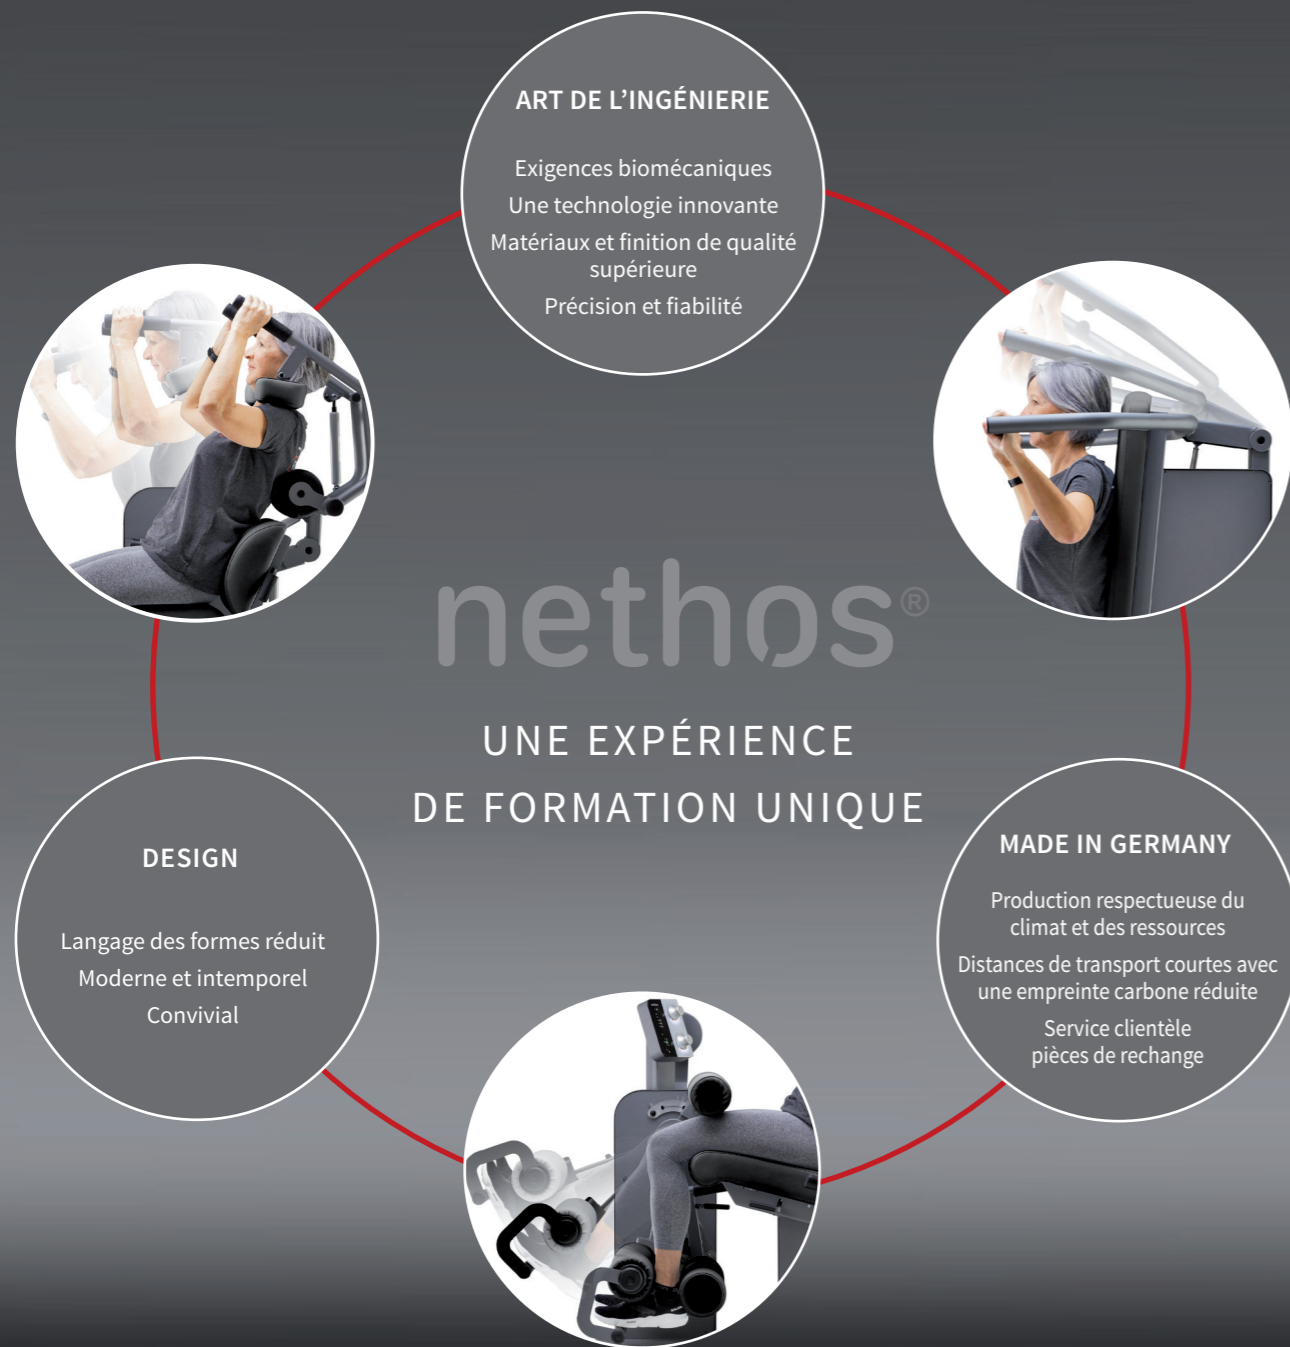 ART DE L’INGÉNIERIE
Exigences biomécaniques
Une technologie innovante
Matériaux et finition de qualité
supérieure
Précision et fiabilité
nethos®
UNE EXPÉRIENCE
DE FORMATION UNIQUE
DESIGN
Langage des formes réduit
Moderne et intemporel
Convivial
MADE IN GERMANY
Production respectueuse du
climat et des ressources
Distances de transport courtes avec
une empreinte carbone réduite
Service clientèle
pièces de rechange